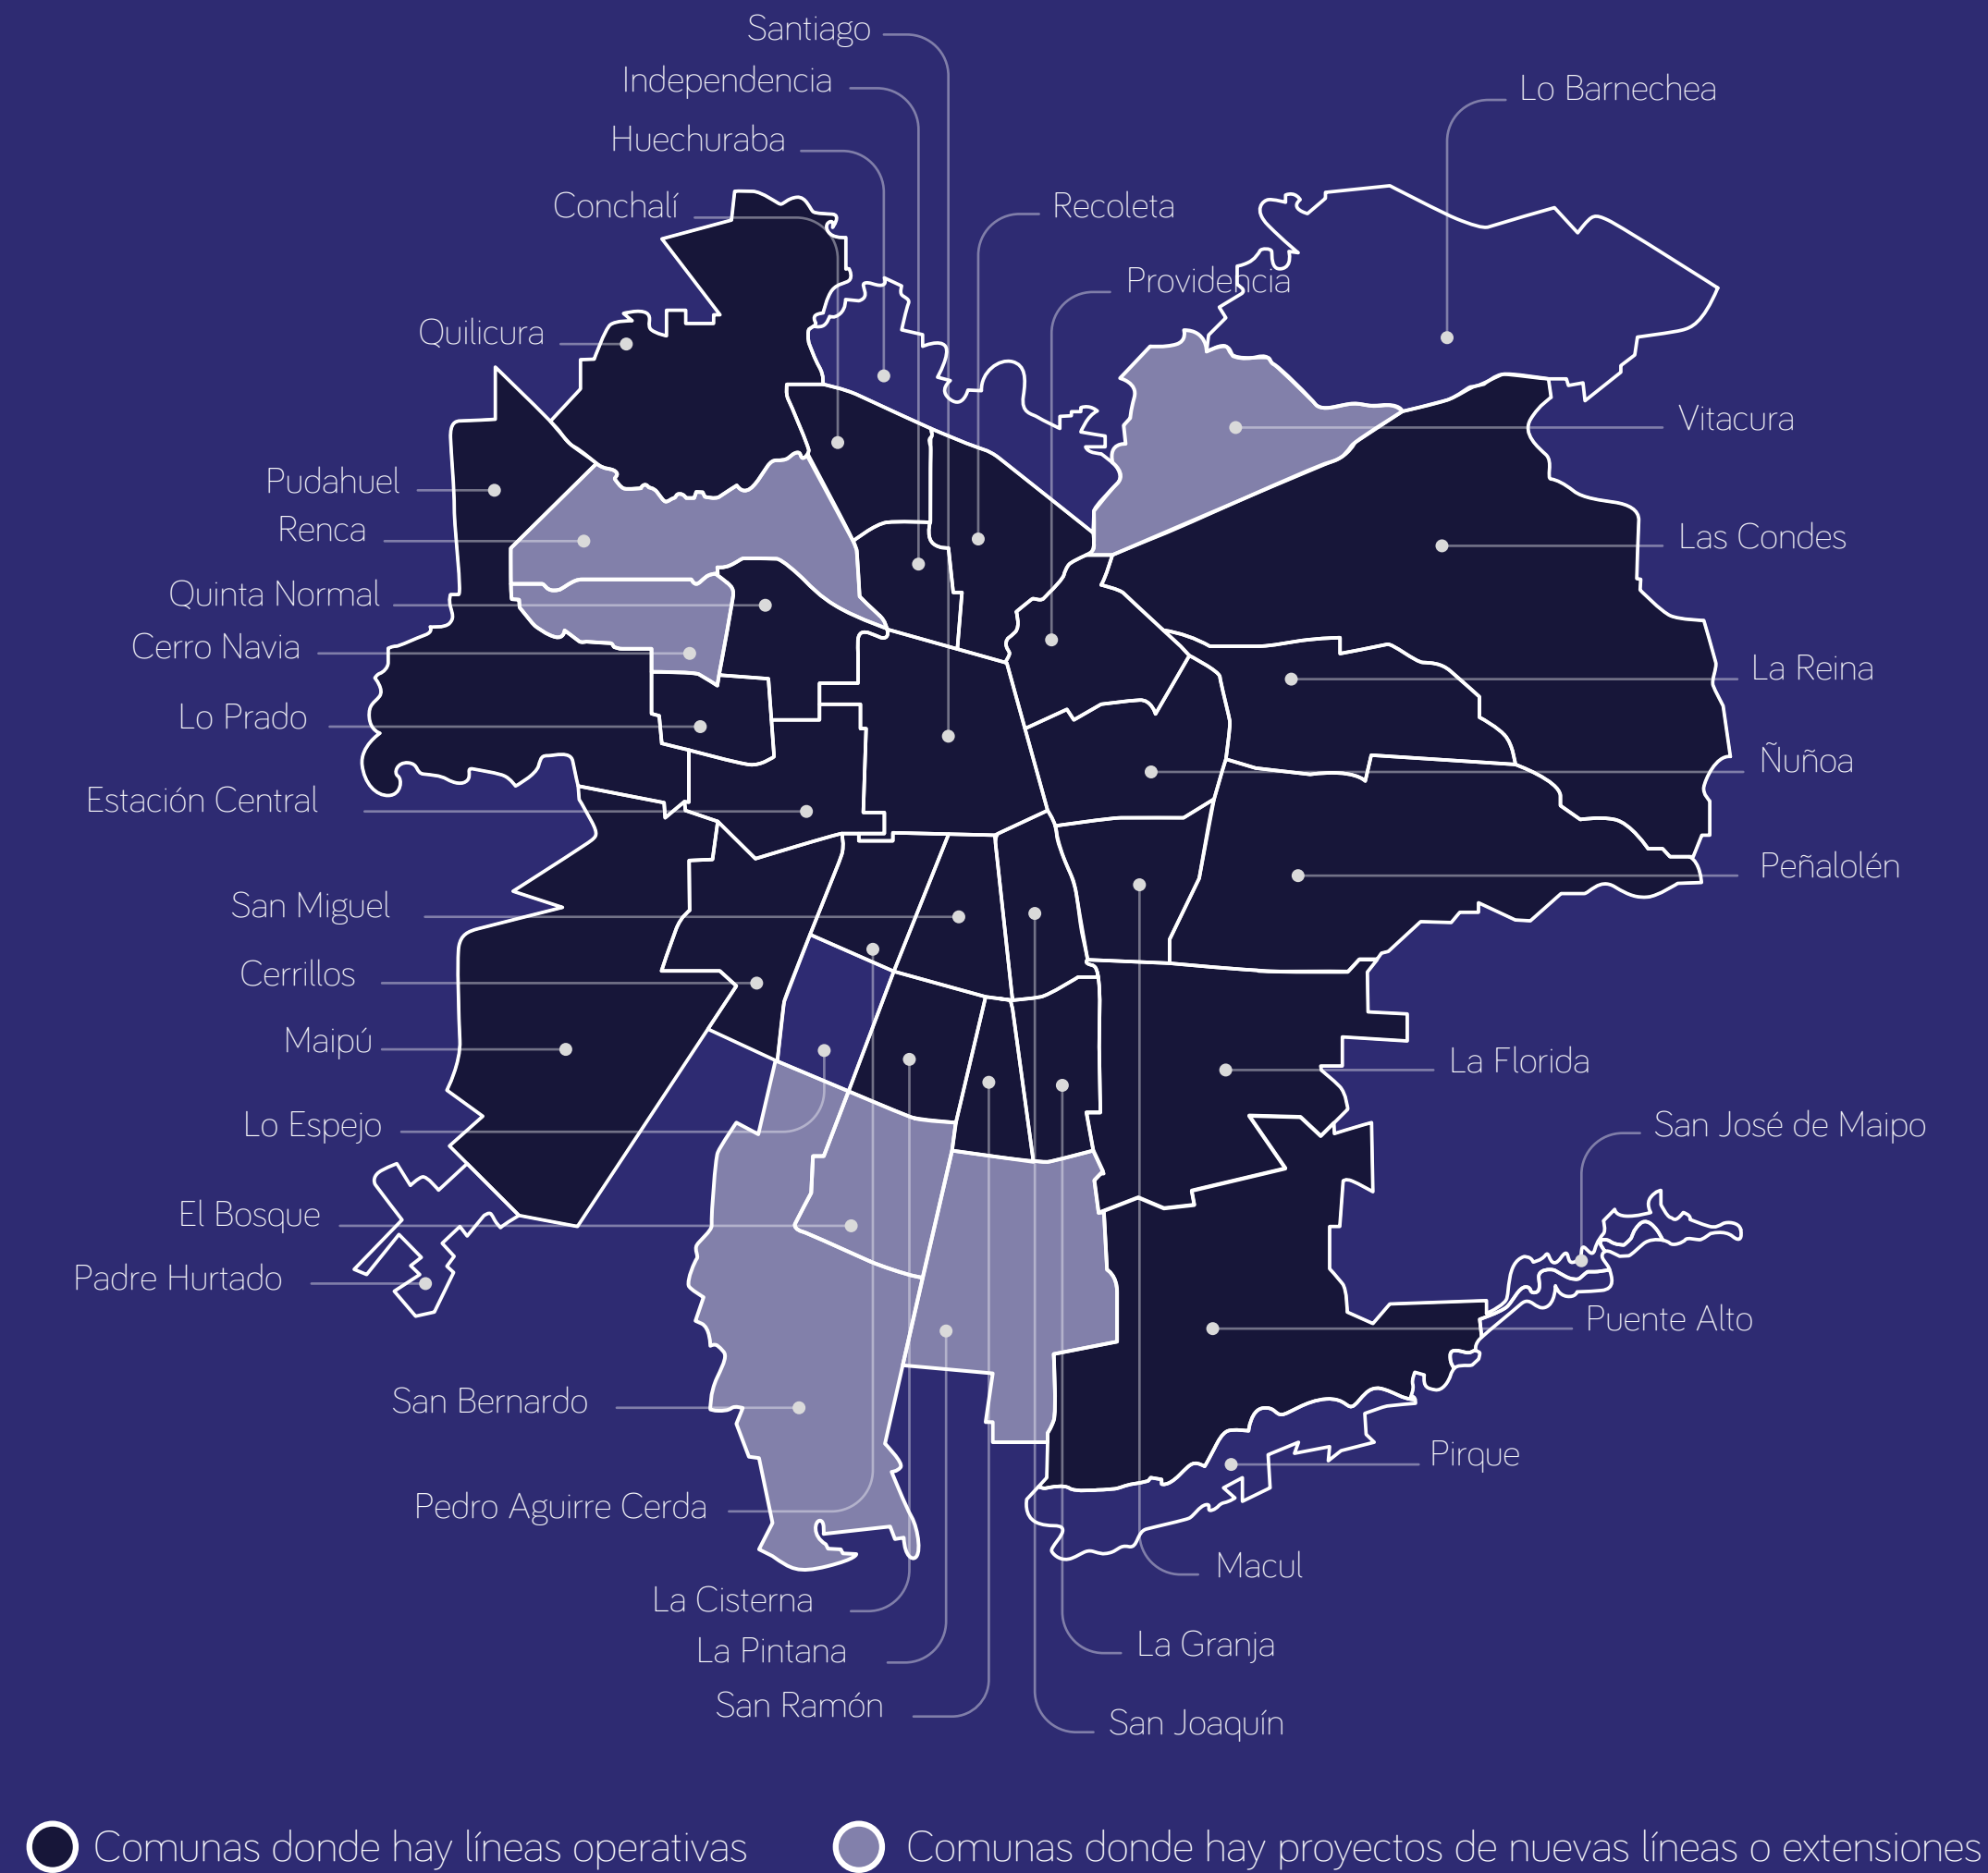 Santiago
Independencia
Lo Barnechea
Huechuraba
Conchalí
Recoleta
Providencia
Quilicura
Vitacura
Pudahuel
Renca
Las Condes
Quinta Normal
Cerro Navia
La Reina
Lo Prado
Ñuñoa
Estación Central
Peñalolén
San Miguel
Cerrillos
Maipú
La Florida
Lo Espejo
San José de Maipo
El Bosque
Padre Hurtado
Puente Alto
San Bernardo
Pirque
Pedro Aguirre Cerda
Macul
La Cisterna
La Granja
La Pintana
San Ramón
San Joaquín
Comunas donde hay líneas operativas
Comunas donde hay proyectos de nuevas líneas o extensiones